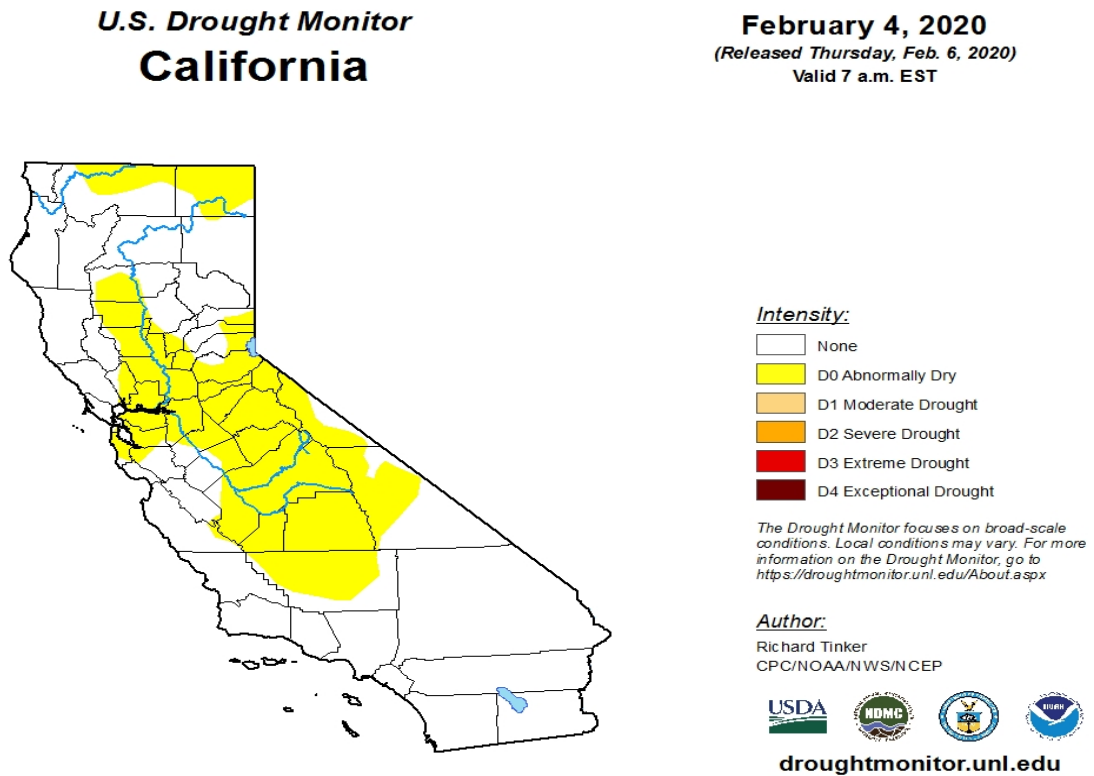 U.S. Drought Monitor
California
February 4, 2020
(Released Thursday, Feb. 6, 2020)
Valid 7 a.m. EST
Intensity:
None
D0 Abnormally Dry
D1 Moderate Drought
D2 Severe Drought
D3 Extreme Drought
D4 Exceptional Drought
The Drought Monitor focuses on broad-scale
conditions. Local conditions may vary. For more
information on the Drought Monitor, go to
https://droughtmonitor.unl.edu/About.aspx
Author:
Richard Tinker
CPC/NOAA/NWS/NCEP
USDA
NDMC
NOAA
droughtmonitor.unl.edu